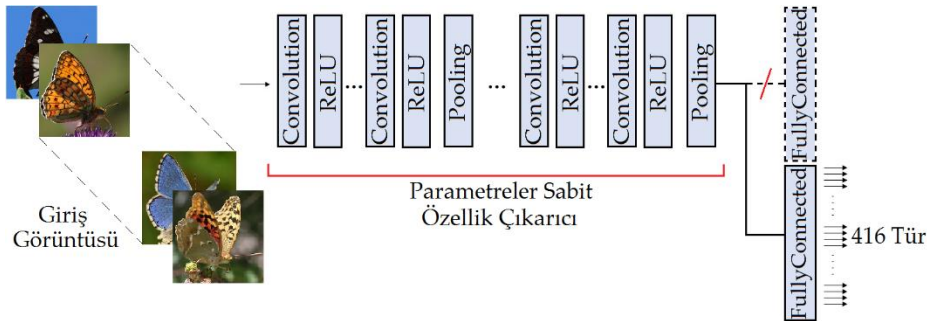 Giriş
Görüntüsü
Convolution
ReLU
...
Convolution
ReLU
Pooling
...
Convolution
ReLU
...
Convolution
ReLU
Pooling
Parametreler Sabit
Özellik Çıkarıcı
FullyConnected
FullyConnected
416 Tür